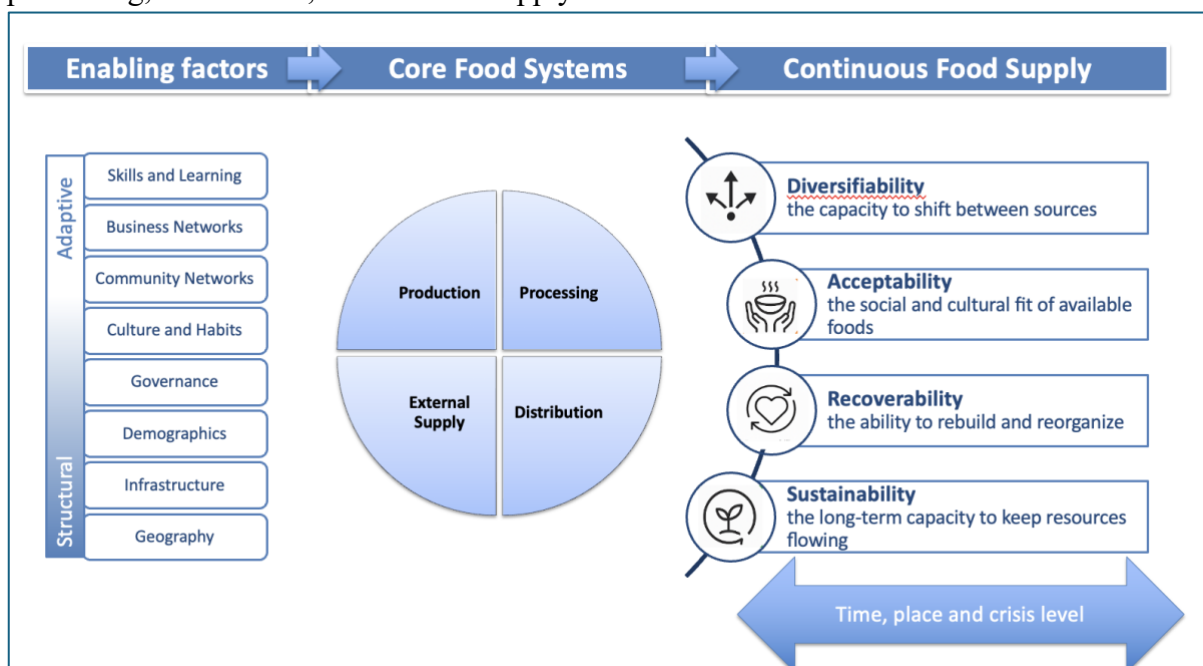 Enabling factors
Core Food Systems
Continuous Food Supply
Adaptive
Structural
Skills and Learning
Business Networks
Community Networks
Culture and Habits
Governance
Demographics
Infrastructure
Geography
Production
Processing
External
Supply
Distribution
Diversifiability
the capacity to shift between sources
Acceptability
the social and cultural fit of available
foods
Recoverability
the ability to rebuild and reorganize
Sustainability
the long-term capacity to keep resources
flowing
Time, place and crisis level